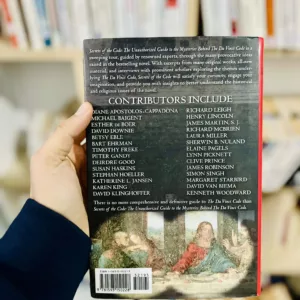 Secrets of the Code: The Unauthorized Guide to the Mysteries Behind The Da Vinci Code is a
sweeping tour, guided by renowned experts, through the many provocative issues
raised in the bestselling novel. With excerpts from many original works, all-new
material, and interviews with prominent scholars exploring the themes under-
lying The Da Vinci Code, Secrets of the Code will satisfy your curiosity, engage your
imagination, and provide you with insights to better understand the historical
and religious issues of the novel.
CONTRIBUTORS INCLUDE
DIANE APOSTOLOS-CAPPADONA
MICHAEL BAIGENT
ESTHER DE BOER
DAVID DOWNIE
BETSY EBLE
BART EHRMAN
TIMOTHY FREKE
PETER GANDY
DEIRDRE GOOD
SUSAN HASKINS
STEPHAN HOELLER
KATHERINE L. JANSEN
KAREN KING
DAVID KLINGHOFFER
RICHARD LEIGH
HENRY LINCOLN
JAMES MARTIN, S. J.
RICHARD MCBRIEN
LAURA MILLER
SHERWIN B. NULAND
ELAINE PAGELS
LYNN PICKNETT
CLIVE PRINCE
JAMES ROBINSON
SIMON SINGH
MARGARET STARBIRD
DAVID VAN BIEMA
KENNETH WOODWARD
There is no more comprehensive and definitive guide to The Da Vinci Code than
Secrets of the Code: The Unauthorized Guide to the Mysteries Behind The Da Vinci Code.